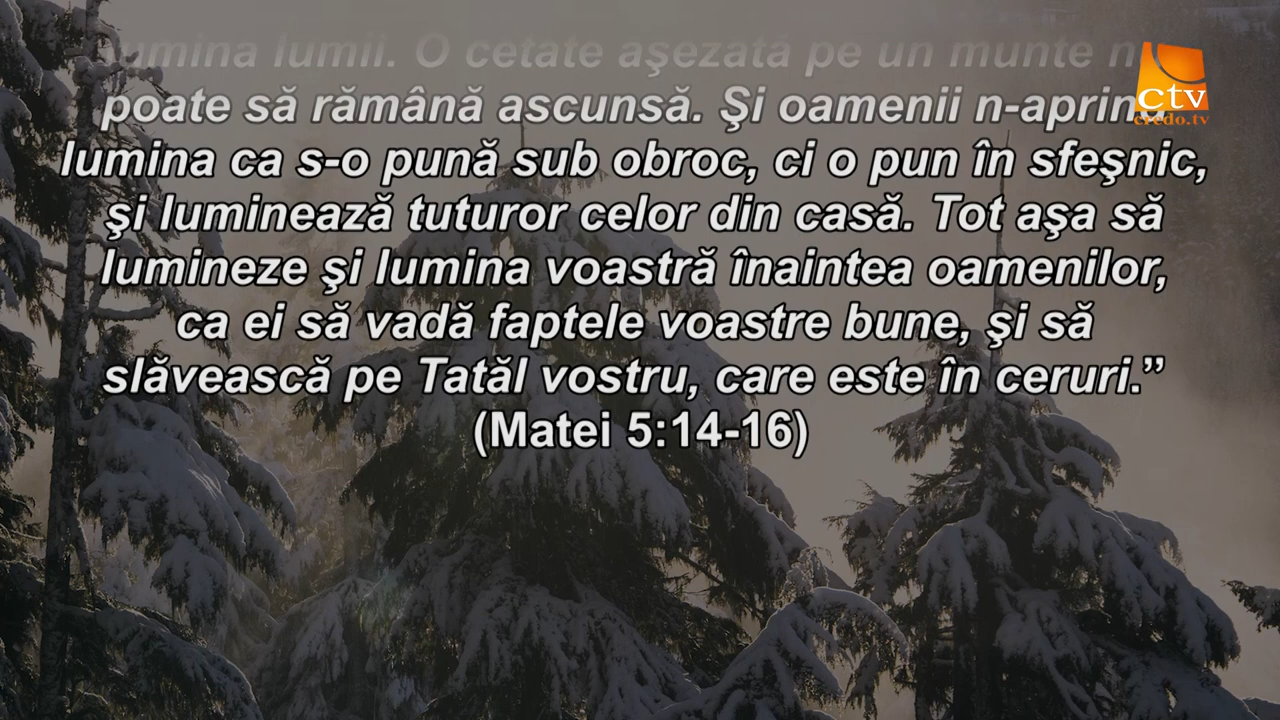 lumina lumii. O cetate aşezată pe un munte
poate să rămână ascunsă. Şi oamenii n-aprind
lumina ca s-o pună sub obroc, ci o pun în sfeşnic,
şi luminează tuturor celor din casă. Tot aşa să
lumineze şi lumina voastră înaintea oamenilor,
ca ei să vadă faptele voastre bune, şi să
slăvească pe Tatăl vostru, care este în ceruri.”
(Matei 5:14-16)
ctv
credo.tv